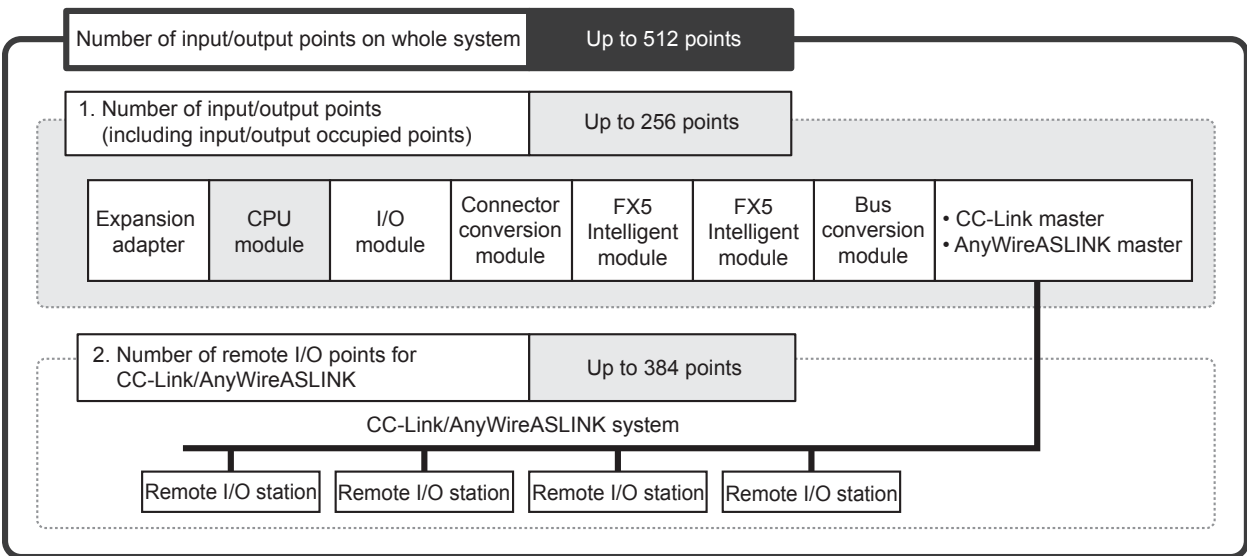 Number of input/output points on whole system
Up to 512 points
1. Number of input/output points
(including input/output occupied points)
Up to 256 points
Expansion
adapter
CPU
module
I/O
module
Connector
conversion
module
FX5
Intelligent
module
FX5
Intelligent
module
Bus
conversion
module
• CC-Link master
• AnyWireASLINK master
2. Number of remote I/O points for
CC-Link/AnyWireASLINK
Up to 384 points
CC-Link/AnyWireASLINK system
Remote I/O station
Remote I/O station
Remote I/O station
Remote I/O station